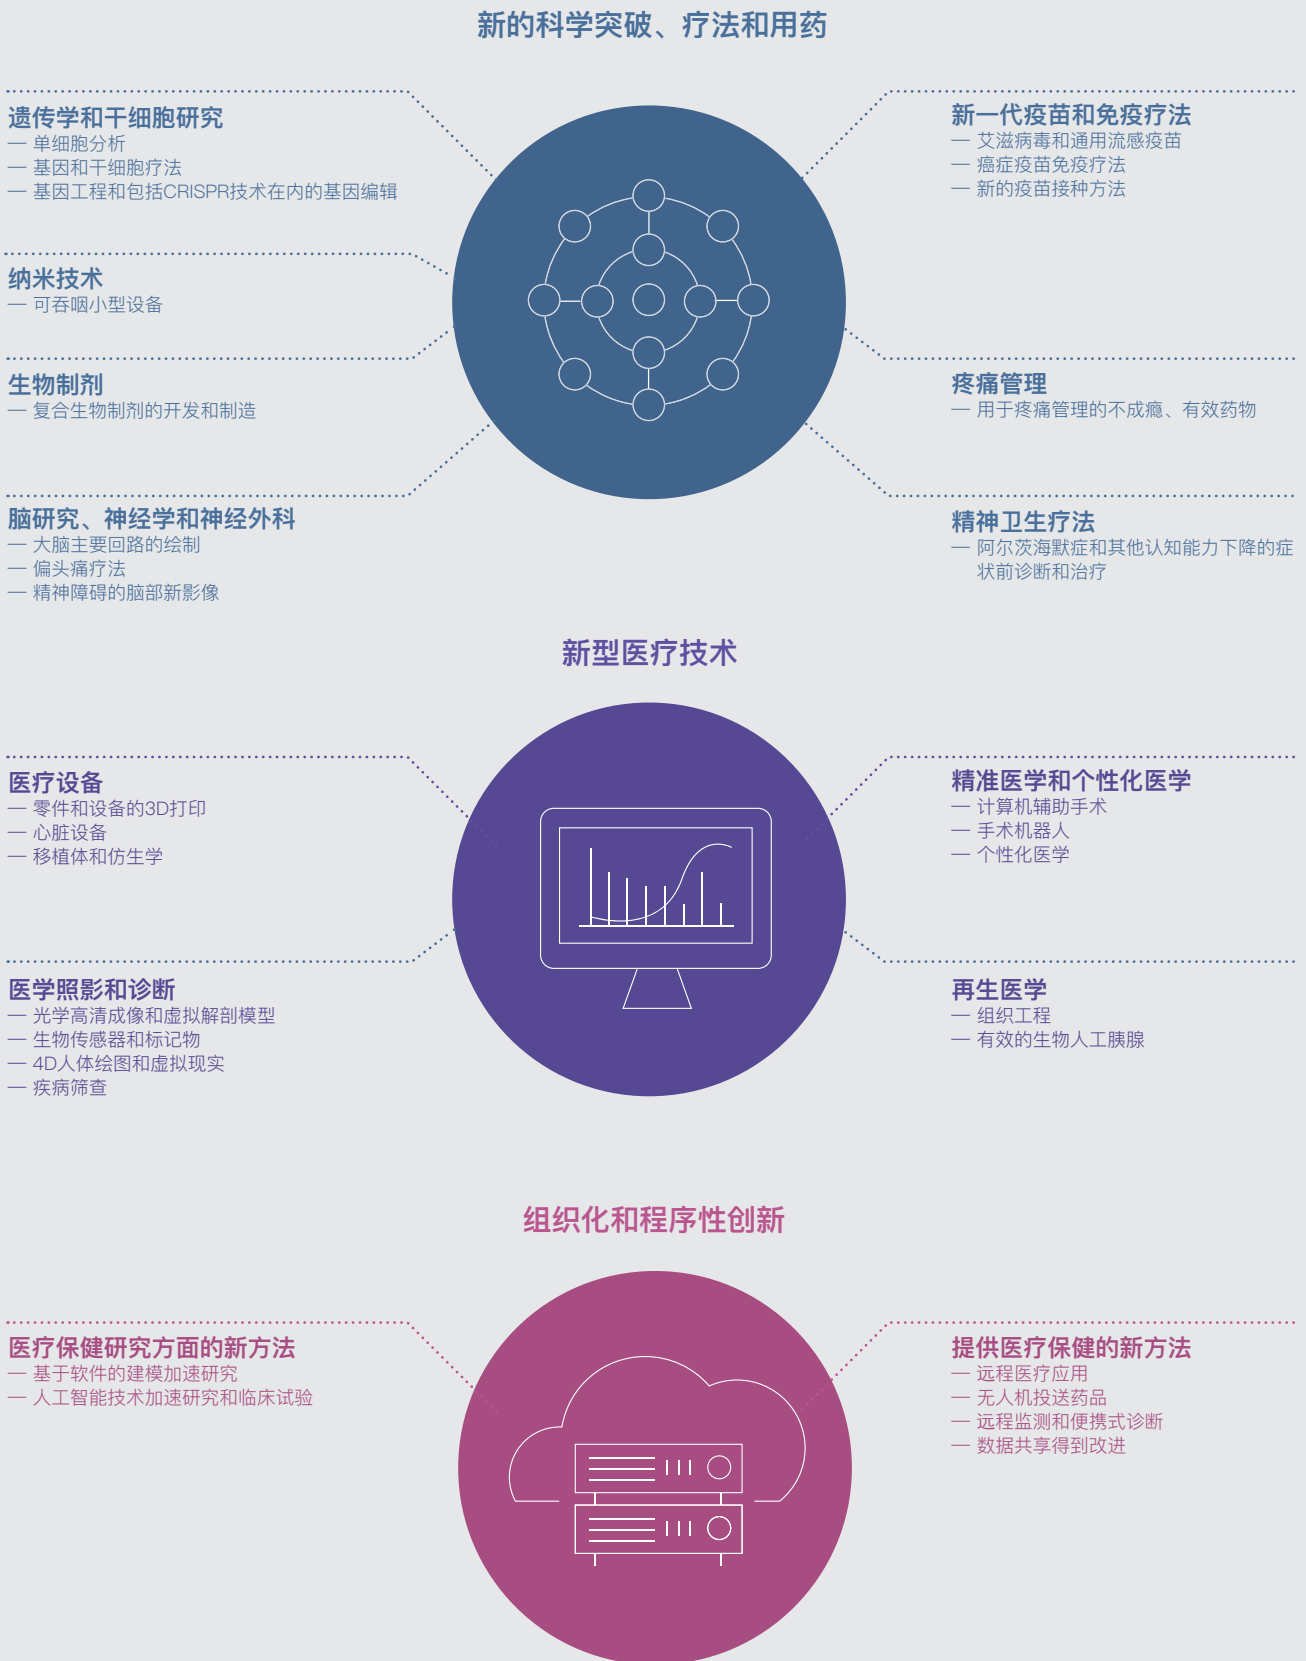 新的科学突破、疗法和用药
遗传学和干细胞研究
— 单细胞分析
— 基因和干细胞疗法
— 基因工程和包括CRISPR技术在内的基因编辑
纳米技术
— 可吞咽小型设备
生物制剂
— 复合生物制剂的开发和制造
脑研究、神经学和神经外科
— 大脑主要回路的绘制
— 偏头痛疗法
— 精神障碍的脑部新影像
新一代疫苗和免疫疗法
— 艾滋病毒和通用流感疫苗
— 癌症疫苗免疫疗法
— 新的疫苗接种方法
疼痛管理
— 用于疼痛管理的不成瘾、有效药物
精神卫生疗法
— 阿尔茨海默症和其他认知能力下降的症
状前诊断和治疗
新型医疗技术
医疗设备
— 零件和设备的3D打印
— 心脏设备
— 移植体和仿生学
医学照影和诊断
— 光学高清成像和虚拟解剖模型
— 生物传感器和标记物
— 4D人体绘图和虚拟现实
— 疾病筛查
精准医学和个性化医学
— 计算机辅助手术
— 手术机器人
— 个性化医学
再生医学
— 组织工程
— 有效的生物人工胰腺
组织化和程序性创新
医疗保健研究方面的新方法
— 基于软件的建模加速研究
— 人工智能技术加速研究和临床试验
提供医疗保健的新方法
— 远程医疗应用
— 无人机投送药品
— 远程监测和便携式诊断
— 数据共享得到改进